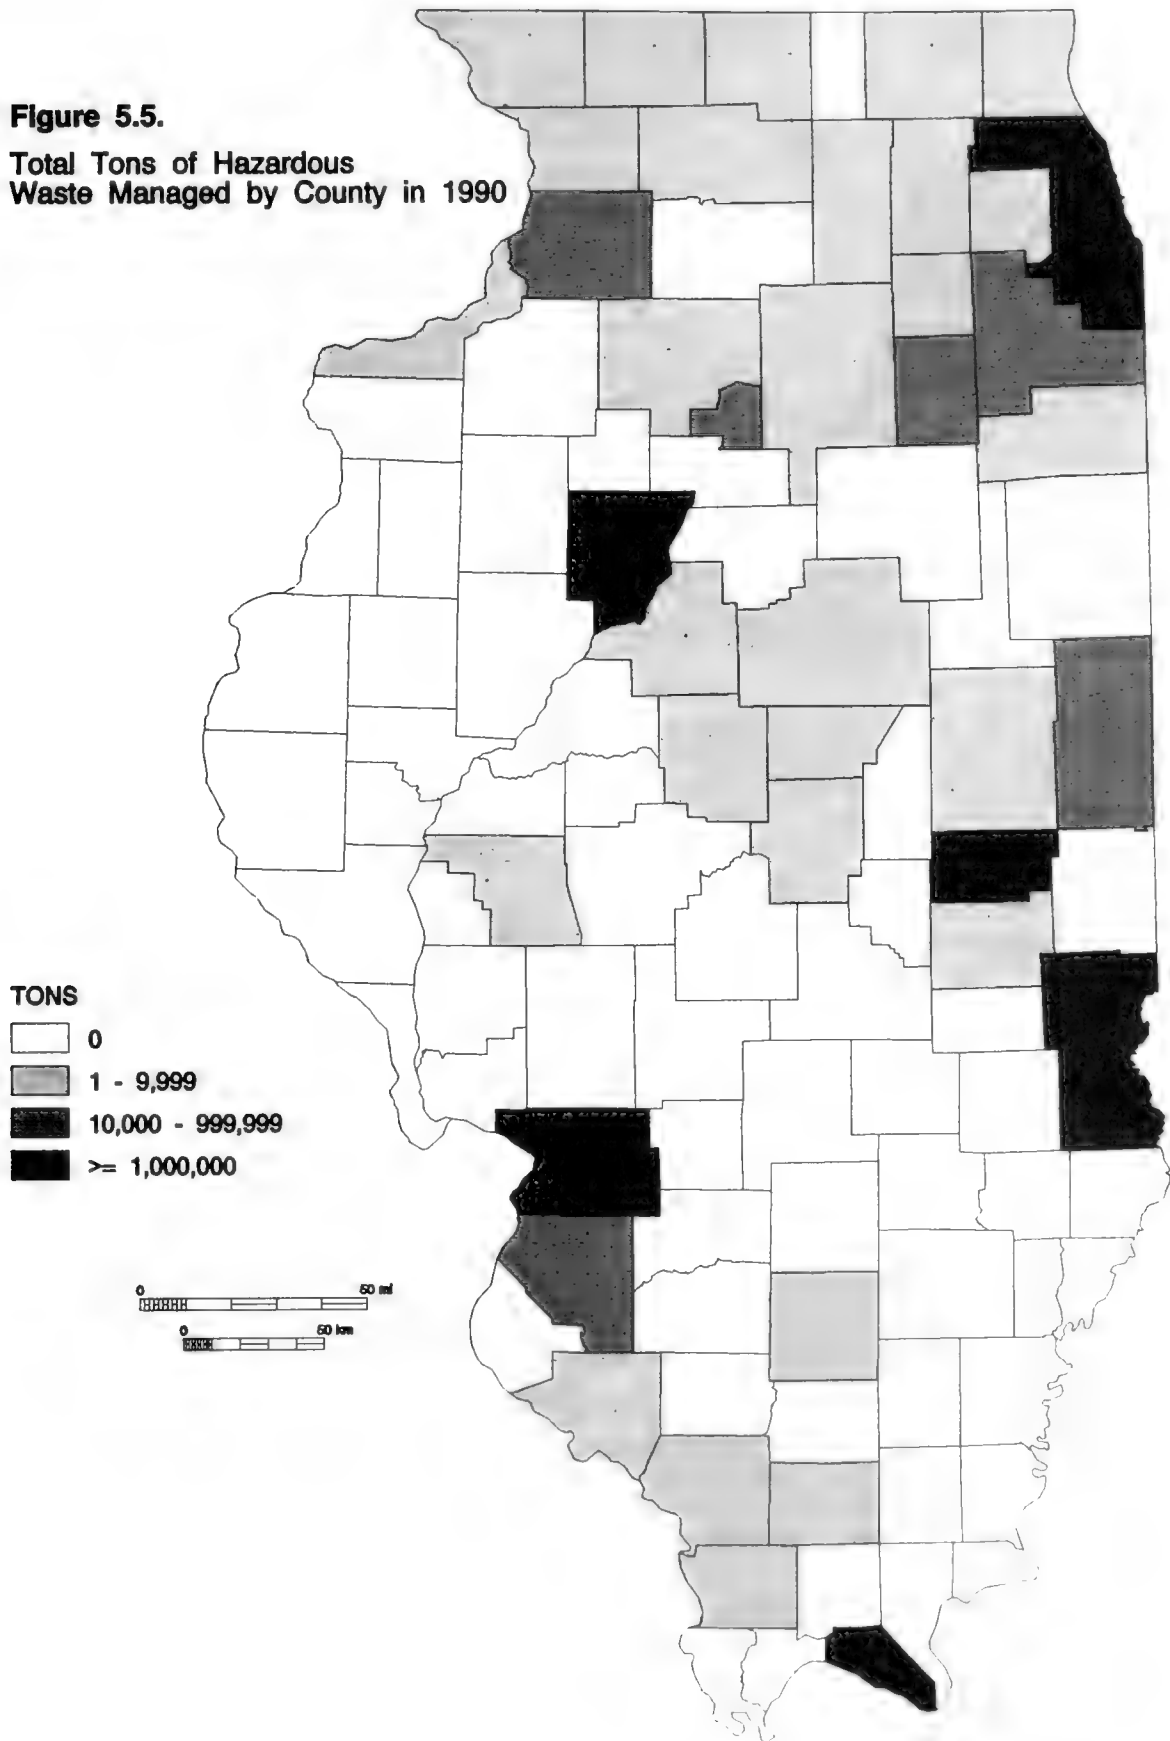 Figure 5.5.
Total Tons of Hazardous
Waste Managed by County in 1990
TONS
0
1 - 9,999
10,000 - 999,999
>= 1,000,000
0 50 mi
0 50 km